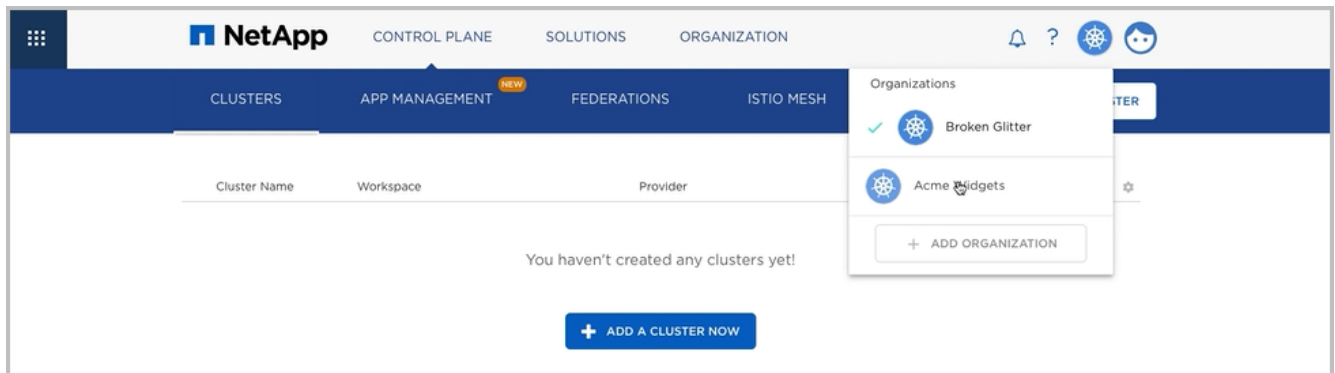 NetApp
CONTROL PLANE
SOLUTIONS
ORGANIZATION
?
CLUSTERS
APP MANAGEMENT
NEW
FEDERATIONS
ISTIO MESH
Organizations
Broken Glitter
Acme Widgets
+ ADD ORGANIZATION
Cluster Name
Workspace
Provider
You haven't created any clusters yet!
+ ADD A CLUSTER NOW